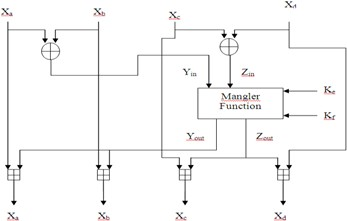 Xa Xb Xc Xd
Yin Zin
Mangler
Function
Ke
Kf
Yout Zout
Xa Xb Xc Xd